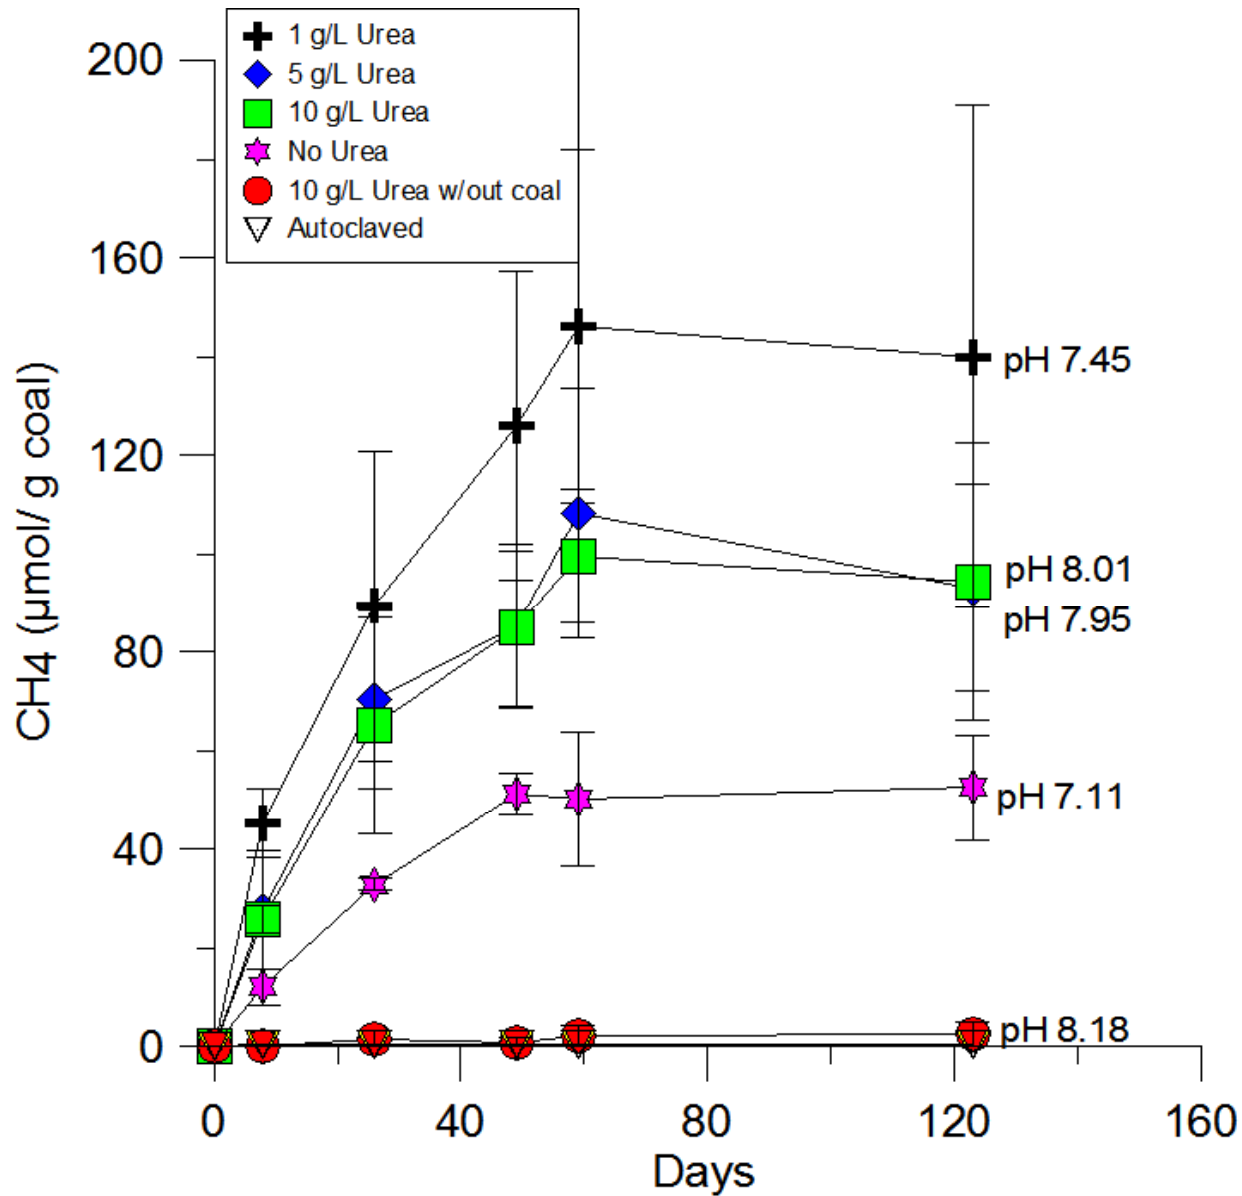 1 g/L Urea
5 g/L Urea
10 g/L Urea
No Urea
10 g/L Urea w/out coal
Autoclaved
200
160
120
80
40
0
CH4 (µmol/ g coal)
pH 7.45
pH 8.01
pH 7.95
pH 7.11
pH 8.18
0
40
80
120
160
Days